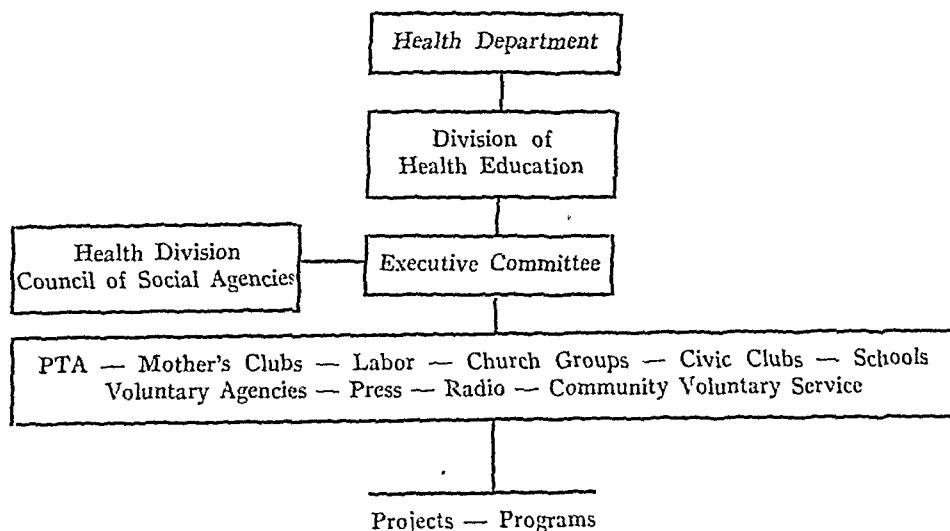 Health Department
Division of
Health Education
Health Division
Council of Social Agencies
Executive Committee
PTA — Mother's Clubs — Labor — Church Groups — Civic Clubs — Schools
Voluntary Agencies — Press — Radio — Community Voluntary Service
Projects — Programs